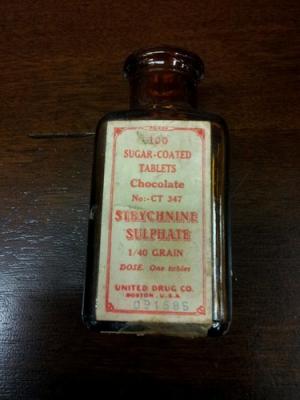 100
SUGAR-COATED
TABLETS
Chocolate
No:-CT 347
STRYCHNINE
SULPHATE
1/40 GRAIN
DOSE. One tablet
UNITED DRUG CO.
BOSTON, U.S.A.